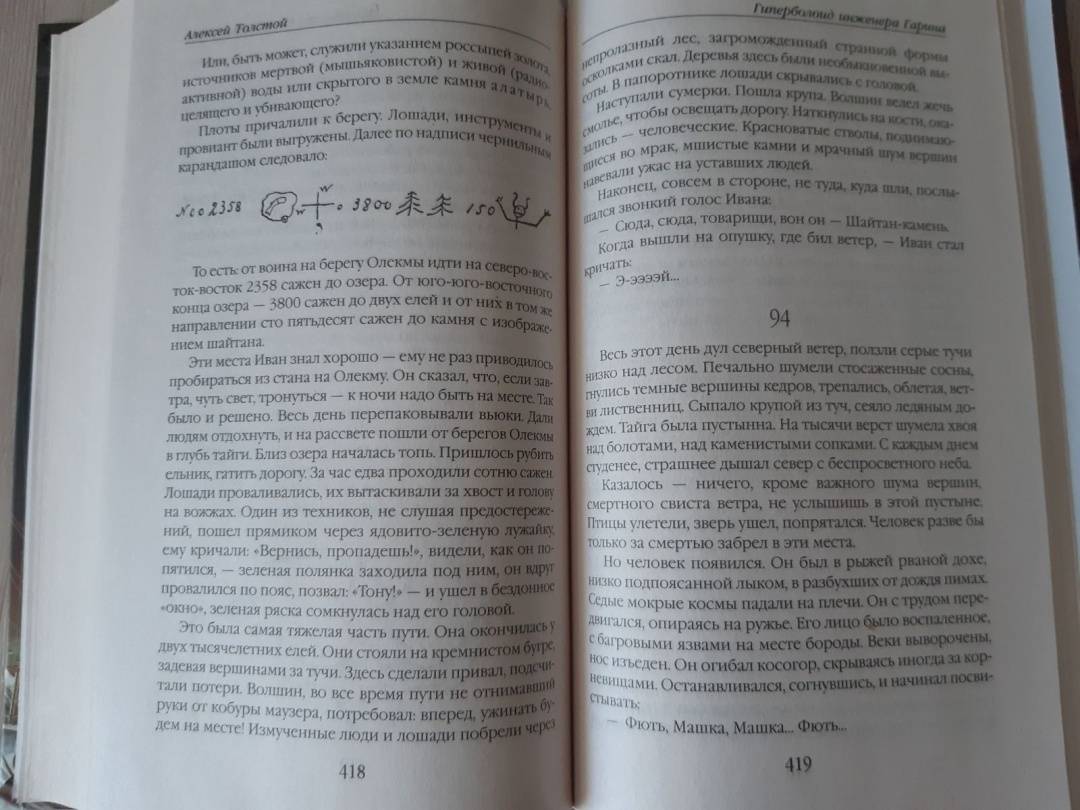 Алексей Толстой
Или, быть может, служили указанием россыпей золота,
источников мертвой (мышьяковистой) и живой (радио-
активной) воды или скрытого в земле камня алатырь,
целящего и убивающего?
Плоты причалили к берегу. Лошади, инструменты и
провиант были выгружены. Далее по надписи чернильным
карандашом следовало:
2358 3800 150
То есть: от воина на берегу Олекмы идти на северо-вос-
ток-восток 2358 сажен до озера. От юго-юго-восточного
конца озера — 3800 сажен до двух елей и от них в том же
направлении сто пятьдесят сажен до камня с изображе-
нием шайтана.
Эти места Иван знал хорошо — ему не раз приводилось
пробираться из стана на Олекму. Он сказал, что, если зав-
тра, чуть свет, тронуться — к ночи надо быть на месте. Так
было и решено. Весь день перепаковывали вьюки. Дали
людям отдохнуть, и на рассвете пошли от берегов Олекмы
в глубь тайги. Близ озера началась топь. Пришлось рубить
ельник, гатить дорогу. За час едва проходили сотню сажен.
Лошади проваливались, их вытаскивали за хвост и голову
на вожжах. Один из техников, не слушая предостереже-
ний, пошел прямиком через ядовито-зеленую лужайку,
ему кричали: «Вернись, пропадешь!», видели, как он по-
пятился, — зеленая полянка заходила под ним, он вдруг
провалился по пояс, позвал: «Тону!» — и ушел в бездонное
«окно», зеленая ряска сомкнулась над его головой.
Это была самая тяжелая часть пути. Она окончилась у
двух тысячелетних елей. Они стояли на кремнистом бугре,
задевая вершинами за тучи. Здесь сделали привал, подсчи-
тали потери. Волшин, во все время пути не отнимавший
руки от кобуры маузера, потребовал: вперед, ужинать бу-
дем на месте! Измученные люди и лошади побрели через
418
Гиперболоид инженера Гарина
непролазный лес, загроможденный странной формы
осколками скал. Деревья здесь были необыкновенной вы-
соты. В папоротнике лошади скрывались с головой.
Наступали сумерки. Пошла крупа. Волшин велел жечь
смолье, чтобы освещать дорогу. Наткнулись на кости, ока-
зались — человеческие. Красноватые стволы, поднимаю-
щиеся во мрак, мшистые камни и мрачный шум вершин
навевали ужас на уставших людей.
Наконец, совсем в стороне, не туда, куда шли, послы-
шался звонкий голос Ивана:
— Сюда, сюда, товарищи, вон он — Шайтан-камень.
Когда вышли на опушку, где бил ветер, — Иван стал
кричать:
— Э-ээээй...
94
Весь этот день дул северный ветер, ползли серые тучи
низко над лесом. Печально шумели стосаженные сосны,
гнулись темные вершины кедров, трепались, облетая, вет-
ви лиственниц. Сыпало крупой из туч, сеяло ледяным до-
ждем. Тайга была пустынна. На тысячи верст шумела хвоя
над болотами, над каменистыми сопками. С каждым днем
студенее, страшнее дышал север с беспросветного неба.
Казалось — ничего, кроме важного шума вершин,
смертного свиста ветра, не услышишь в этой пустыне.
Птицы улетели, зверь ушел, попрятался. Человек разве бы
только за смертью забрел в эти места.
Но человек появился. Он был в рыжей рваной дохе,
низко подпоясанной лыком, в разбухших от дождя пимах.
Седые мокрые космы падали на плечи. Он с трудом пере-
двигался, опираясь на ружье. Его лицо было воспаленное,
с багровыми язвами на месте бороды. Веки выворочены,
нос изъеден. Он огибал косогор, скрываясь иногда за кор-
невищами. Останавливался, согнувшись, и начинал посви-
стывать:
— Фють, Машка, Машка... Фють...
419